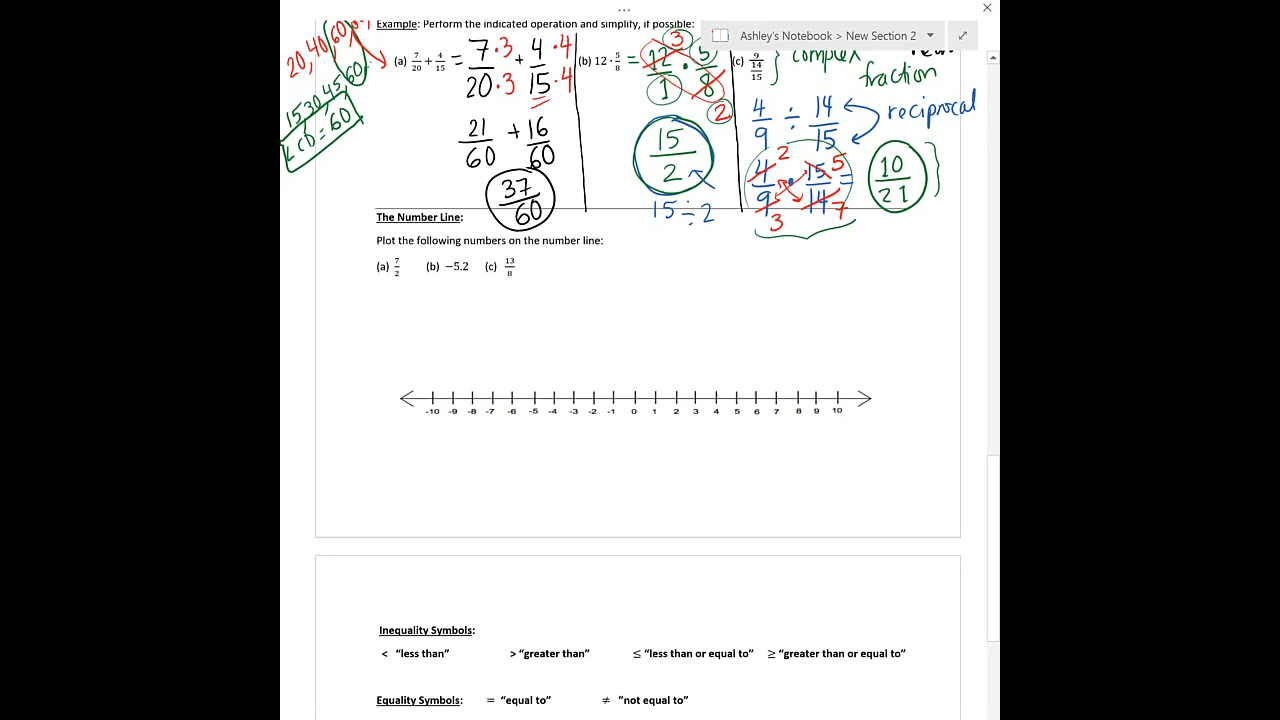 Example: Perform the indicated operation and simplify, if possible:
Ashley's Notebook > New Section 2
20, 40, 60
15, 30, 45, 60
LCD = 60
(a) 7/20 + 4/15 = 7·3/20·3 + 4·4/15·4
21/60 + 16/60
37/60
(b) 12 · 5/8 = 12/1 · 5/8
3
2
15/2
15 ÷ 2
(c) 9 14/15 } complex
fraction
4/9 ÷ 14/15 reciprocal
4/9 · 15/14 = 10/21 }
2 5
3 7
The Number Line:
Plot the following numbers on the number line:
(a) 7/2 (b) −5.2 (c) 13/8
-10 -9 -8 -7 -6 -5 -4 -3 -2 -1 0 1 2 3 4 5 6 7 8 9 10
Inequality Symbols:
< “less than” > “greater than” ≤ “less than or equal to” ≥ “greater than or equal to”
Equality Symbols: = “equal to” ≠ ”not equal to”